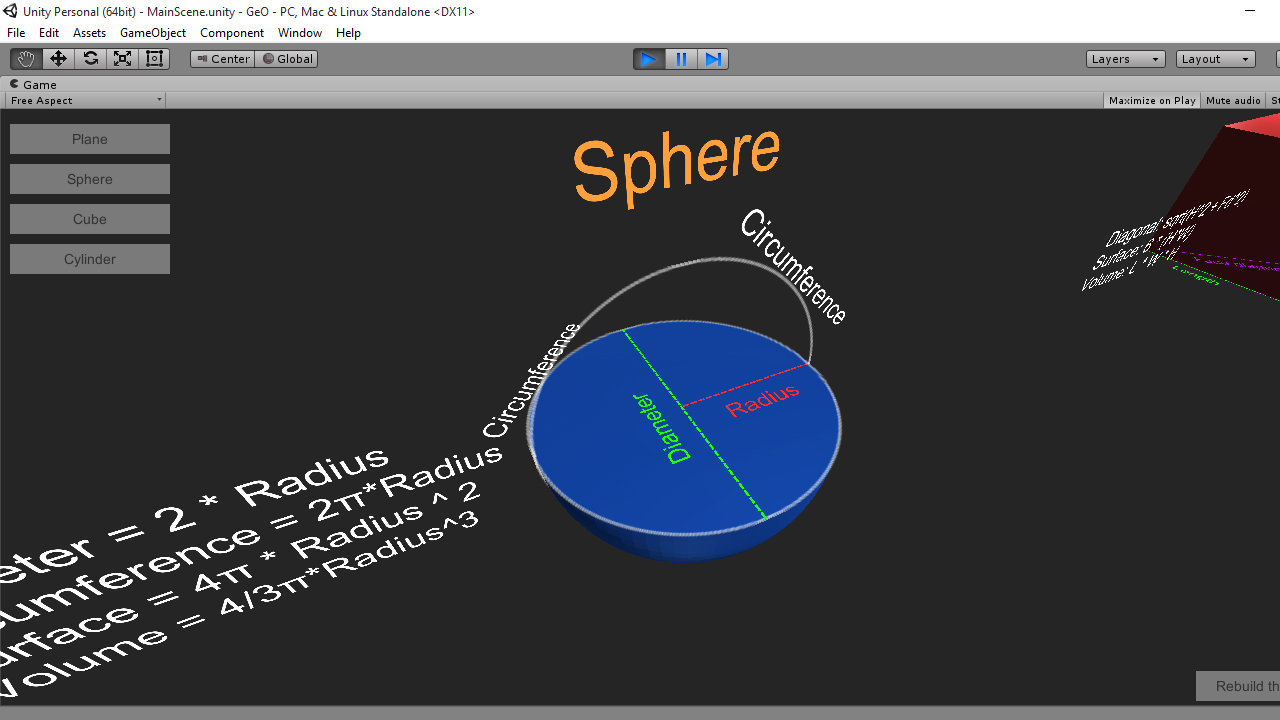 Unity Personal (64bit) - MainScene.unity - GeO - PC, Mac & Linux Standalone <DX11>
File Edit Assets GameObject Component Window Help
Center Global Layers Layout
Game
Free Aspect Maximize on Play Mute audio St
Plane
Sphere
Cube
Cylinder
Sphere
Circumference
Circumference
Diameter
Radius
eter = 2 * Radius
cumference = 2π*Radius
urface = 4π * Radius ^ 2
Volume = 4/3π*Radius^3
Diagonal:
Surface: 6
Volume: L
Rebuild th